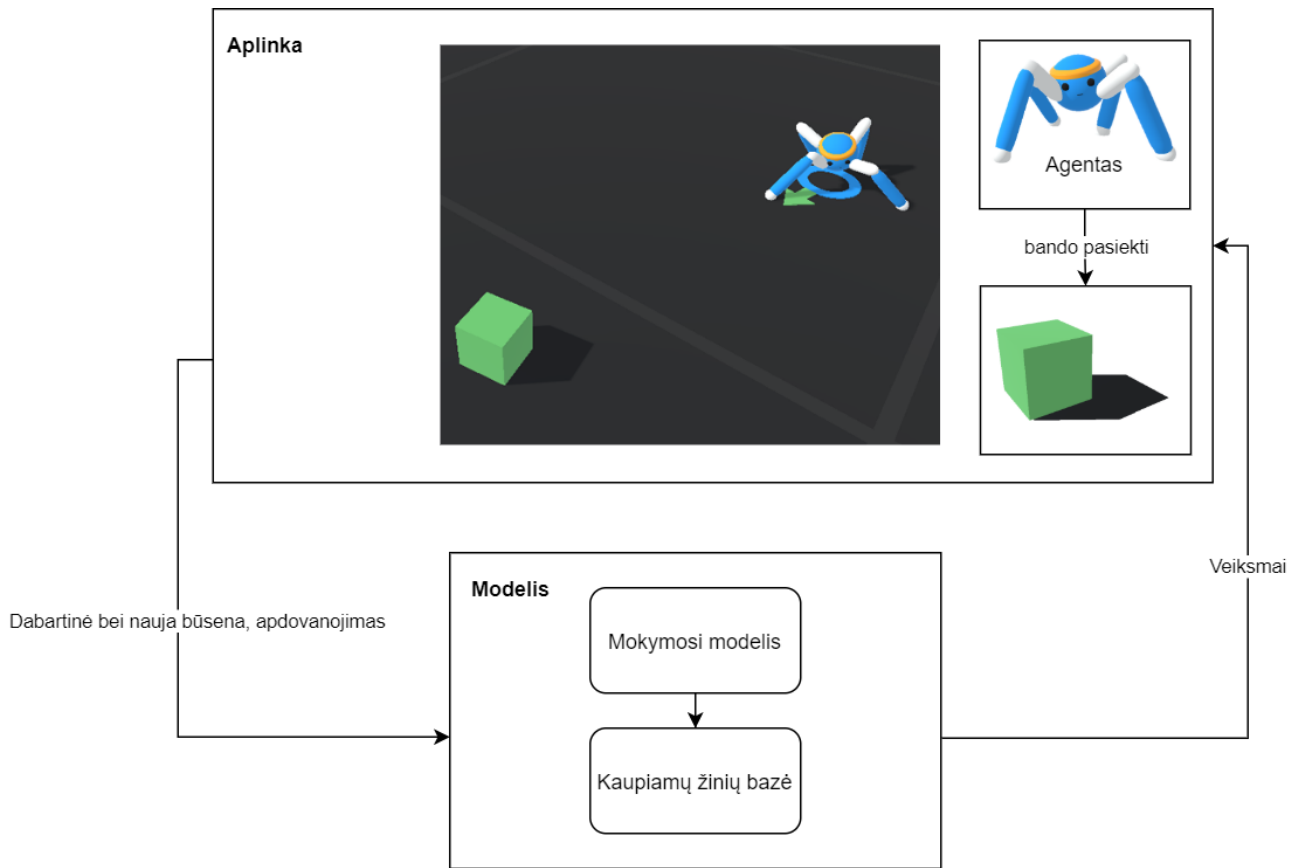 Aplinka
Agentas
bando pasiekti
Veiksmai
Dabartinė bei nauja būsena, apdovanojimas
Modelis
Mokymosi modelis
Kaupiamų žinių bazė